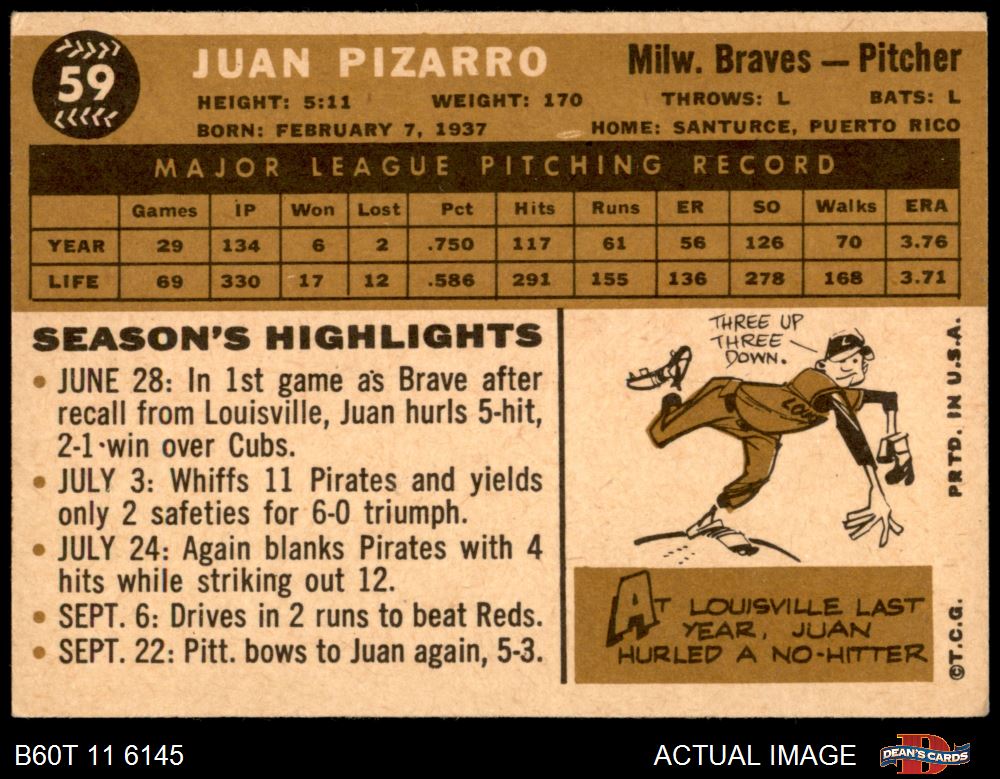 59
JUAN PIZARRO
Milw. Braves — Pitcher
HEIGHT: 5:11 WEIGHT: 170 THROWS: L BATS: L
BORN: FEBRUARY 7, 1937 HOME: SANTURCE, PUERTO RICO
MAJOR LEAGUE PITCHING RECORD
Games IP Won Lost Pct Hits Runs ER SO Walks ERA
YEAR 29 134 6 2 .750 117 61 56 126 70 3.76
LIFE 69 330 17 12 .586 291 155 136 278 168 3.71
SEASON'S HIGHLIGHTS
• JUNE 28: In 1st game as Brave after
recall from Louisville, Juan hurls 5-hit,
2-1 win over Cubs.
• JULY 3: Whiffs 11 Pirates and yields
only 2 safeties for 6-0 triumph.
• JULY 24: Again blanks Pirates with 4
hits while striking out 12.
• SEPT. 6: Drives in 2 runs to beat Reds.
• SEPT. 22: Pitt. bows to Juan again, 5-3.
THREE UP
THREE
DOWN.
LOU
AT LOUISVILLE LAST
YEAR, JUAN
HURLED A NO-HITTER
PRTD. IN U.S.A.
©T.C.G.
B60T 11 6145
ACTUAL IMAGE
DEAN'S CARDS